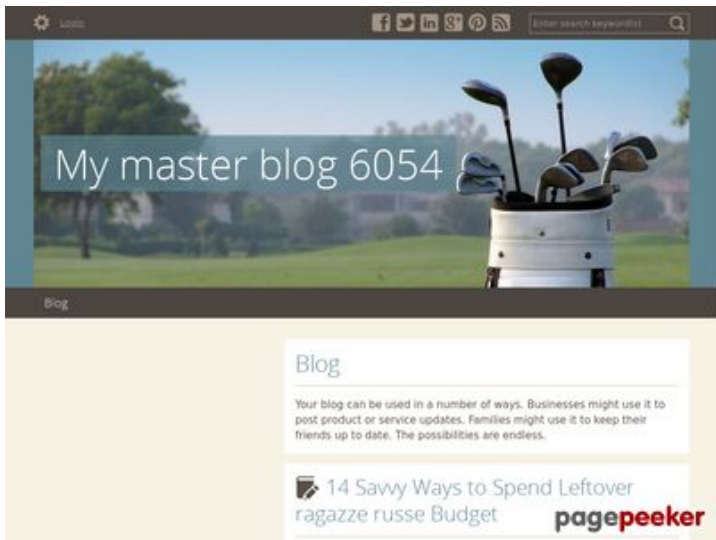 Login
Enter search keyword(s)
My master blog 6054
Blog
Blog
Your blog can be used in a number of ways. Businesses might use it to
post product or service updates. Families might use it to keep their
friends up to date. The possibilities are endless.
14 Savvy Ways to Spend Leftover
ragazze russe Budget
pagepeeker